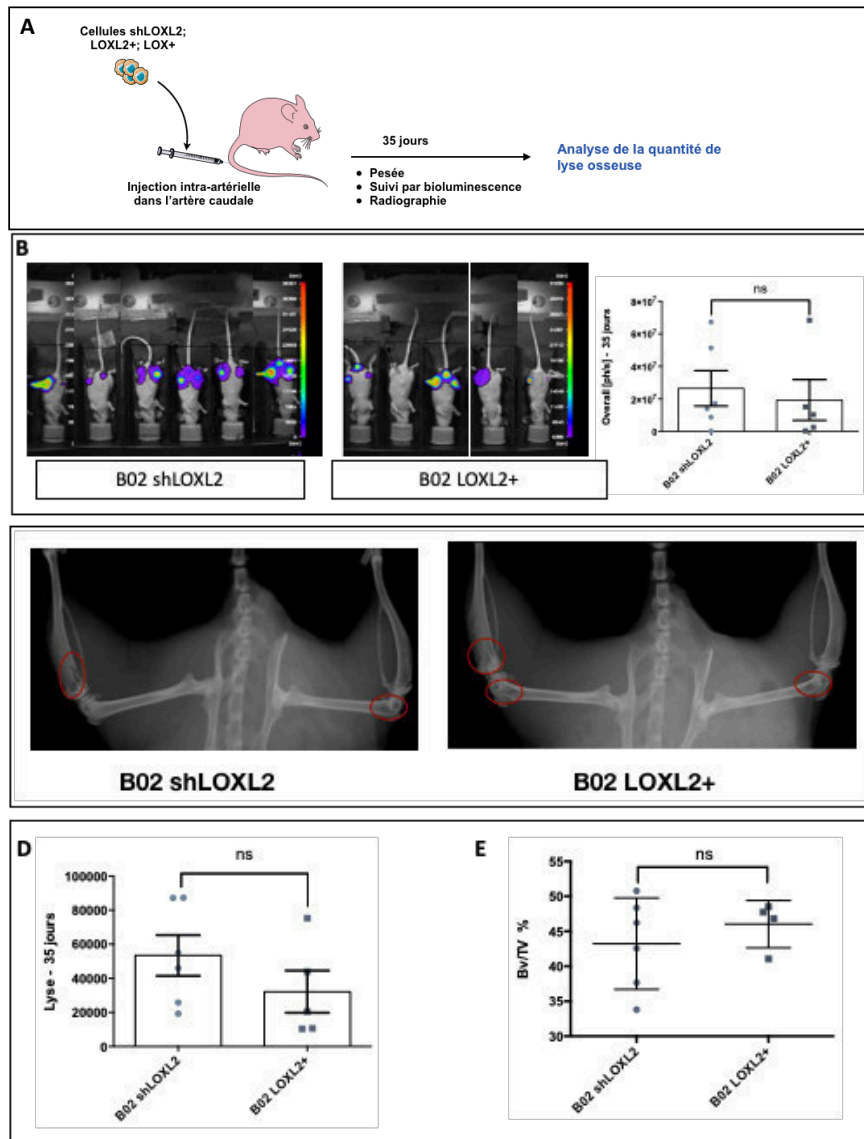 A
Cellules shLOXL2;
LOXL2+; LOX+
Injection intra-artérielle
dans l'artère caudale
35 jours
● Pesée
● Suivi par bioluminescence
● Radiographie
Analyse de la quantité de
lyse osseuse
B
B02 shLOXL2
B02 LOXL2+
ns
Overall [ph/s] - 35 jours
8×10⁷
6×10⁷
4×10⁷
2×10⁷
0
B02 shLOXL2
B02 LOXL2+
B02 shLOXL2
B02 LOXL2+
D
ns
Lyse - 35 jours
100000
80000
60000
40000
20000
0
B02 shLOXL2
B02 LOXL2+
E
ns
Bv/TV %
55
50
45
40
35
30
B02 shLOXL2
B02 LOXL2+